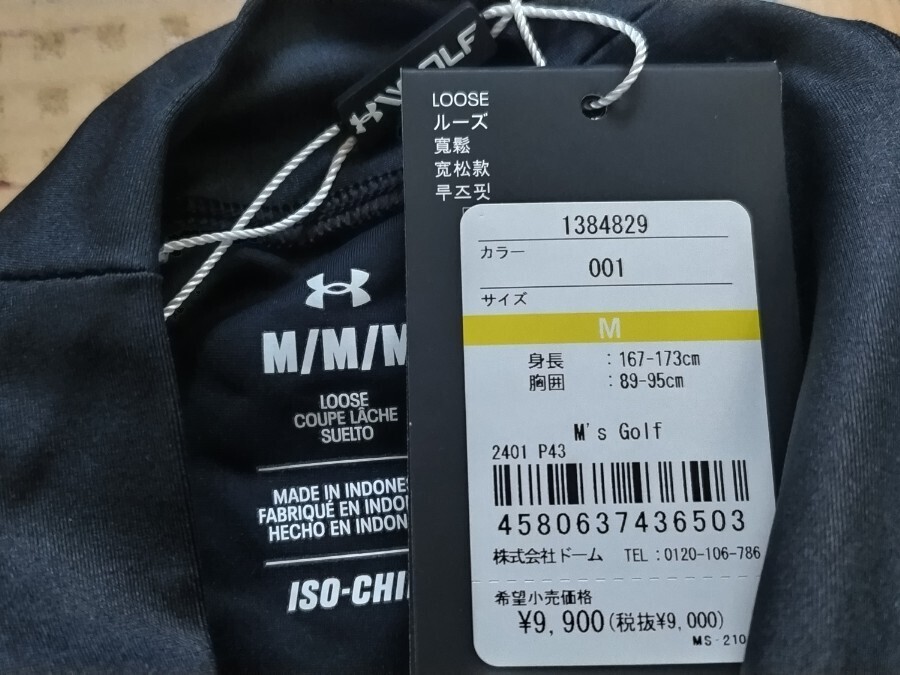 GOLF
LOOSE
ルーズ
寬鬆
宽松款
루즈핏
1384829
カラー
001
サイズ
M
身長 : 167-173cm
胸囲 : 89-95cm
M's Golf
2401 P43
4580637436503
株式会社ドーム TEL:0120-106-786
希望小売価格
¥9,900(税抜¥9,000)
MS-210
M/M/M
LOOSE
COUPE LÂCHE
SUELTO
MADE IN INDONES
FABRIQUÉ EN INDO
HECHO EN INDON
ISO-CHI